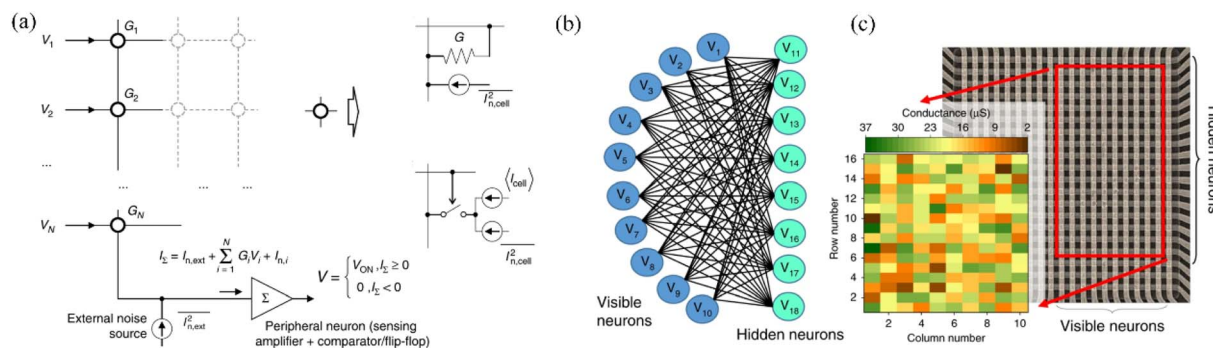 (a)
V1
G1
V2
G2
...
...
...
VN
GN
G
I²n,cell
⟨Icell⟩
I²n,cell
IΣ = In,ext + Σ i = 1 N GiVi + In,i
Σ
V = { VON , IΣ ≥ 0
0 , IΣ < 0
External noise
source
I²n,ext
Peripheral neuron (sensing
amplifier + comparator/flip-flop)
(b)
V1
V2
V3
V4
V5
V6
V7
V8
V9
V10
V11
V12
V13
V14
V15
V16
V17
V18
Visible
neurons
Hidden neurons
(c)
Conductance (μS)
37 30 23 16 9 2
16
14
12
10
8
6
4
2
Row number
2 4 6 8 10
Column number
Visible neurons
Hidden neurons